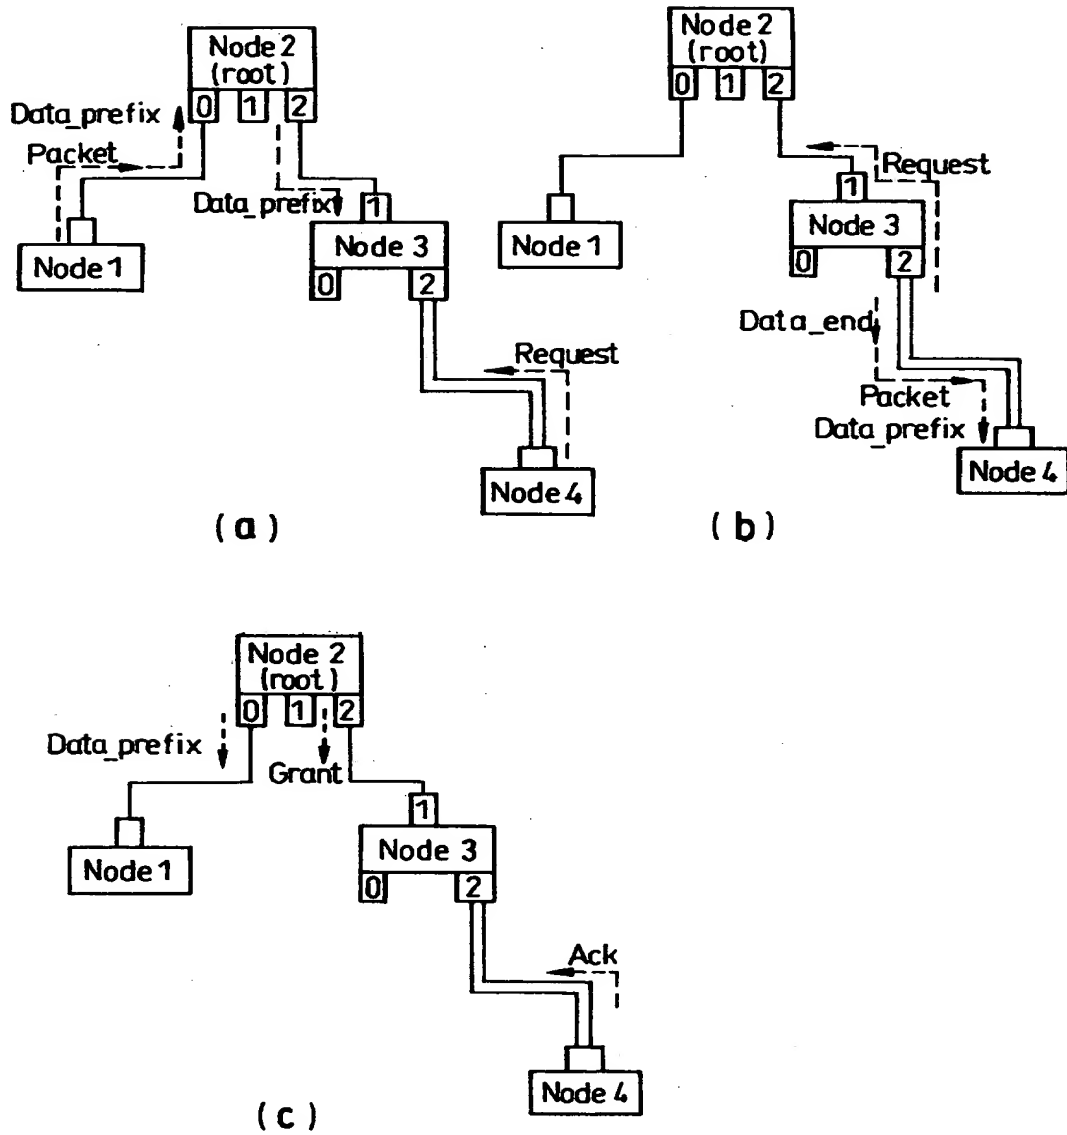 Node 2
(root)
0 1 2
Data_prefix
Packet
Data_prefix
1
Node 1
Node 3
0 2
Request
Node 4
(a)
Node 2
(root)
0 1 2
Request
1
Node 1
Node 3
0 2
Data_end
Packet
Data_prefix
Node 4
(b)
Node 2
(root)
0 1 2
Data_prefix
Grant
1
Node 1
Node 3
0 2
Ack
Node 4
(c)